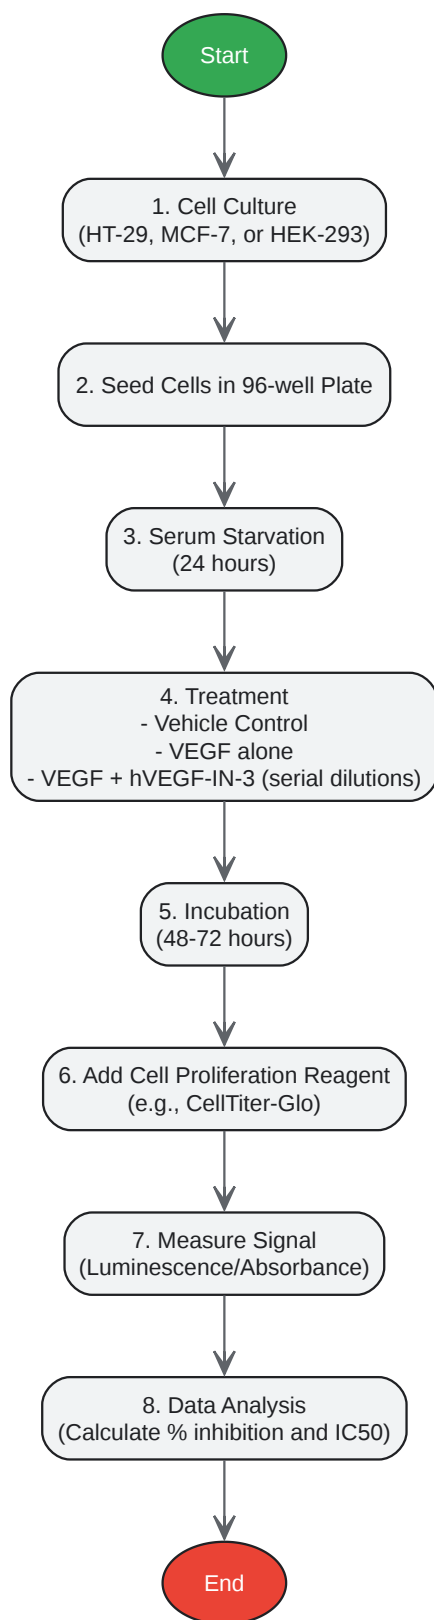 Start
1. Cell Culture
(HT-29, MCF-7, or HEK-293)
2. Seed Cells in 96-well Plate
3. Serum Starvation
(24 hours)
4. Treatment
- Vehicle Control
- VEGF alone
- VEGF + hVEGF-IN-3 (serial dilutions)
5. Incubation
(48-72 hours)
6. Add Cell Proliferation Reagent
(e.g., CellTiter-Glo)
7. Measure Signal
(Luminescence/Absorbance)
8. Data Analysis
(Calculate % inhibition and IC50)
End